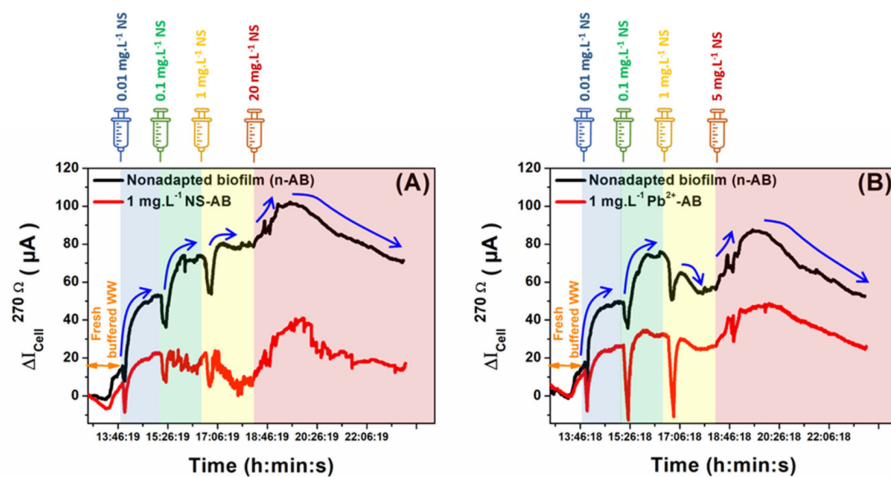 0.01 mg.L⁻¹ NS
0.1 mg.L⁻¹ NS
1 mg.L⁻¹ NS
20 mg.L⁻¹ NS
120
100
80
60
40
20
0
ΔI_Cell ^270 Ω (µA)
Nonadapted biofilm (n-AB)
(A)
1 mg.L⁻¹ NS-AB
Fresh
buffered WW
13:46:19 15:26:19 17:06:19 18:46:19 20:26:19 22:06:19
Time (h:min:s)
0.01 mg.L⁻¹ NS
0.1 mg.L⁻¹ NS
1 mg.L⁻¹ NS
5 mg.L⁻¹ NS
120
100
80
60
40
20
0
ΔI_Cell ^270 Ω (µA)
Nonadapted biofilm (n-AB)
(B)
1 mg.L⁻¹ Pb²⁺-AB
Fresh
buffered WW
13:46:18 15:26:18 17:06:18 18:46:18 20:26:18 22:06:18
Time (h:min:s)